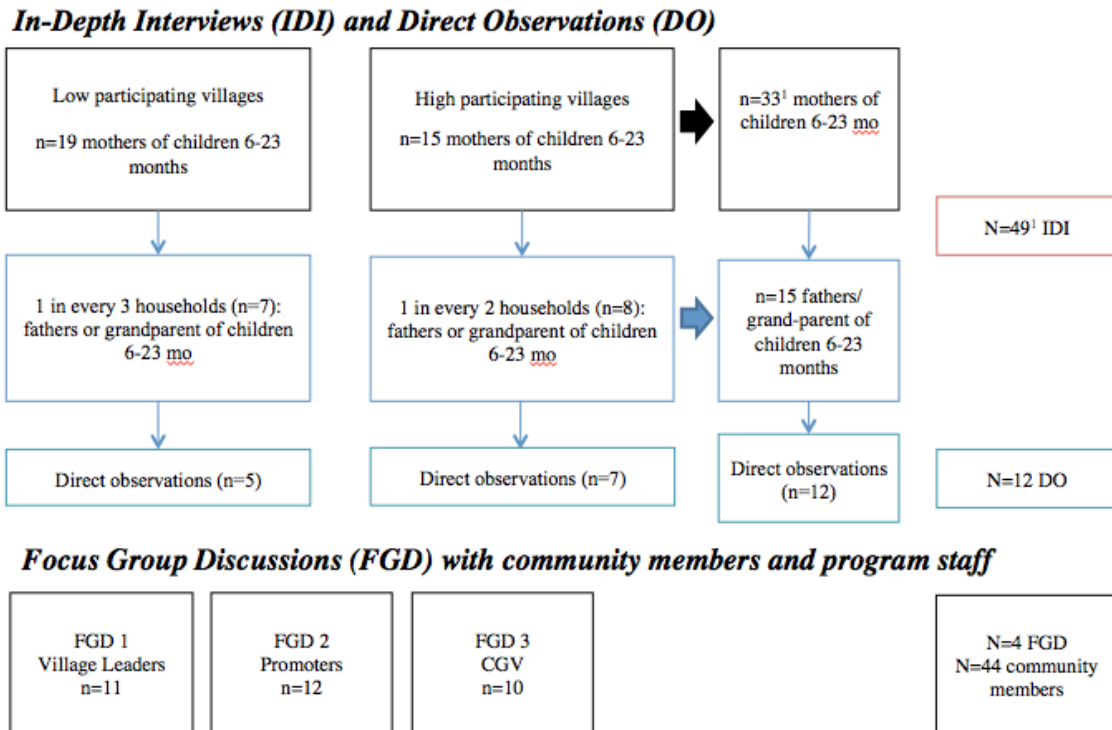 In-Depth Interviews (IDI) and Direct Observations (DO)
Low participating villages
n=19 mothers of children 6-23
months
High participating villages
n=15 mothers of children 6-23
months
n=33¹ mothers of
children 6-23 mo
N=49¹ IDI
1 in every 3 households (n=7):
fathers or grandparent of children
6-23 mo
1 in every 2 households (n=8):
fathers or grandparent of children
6-23 mo
n=15 fathers/
grand-parent of
children 6-23
months
Direct observations (n=5)
Direct observations (n=7)
Direct observations
(n=12)
N=12 DO
Focus Group Discussions (FGD) with community members and program staff
FGD 1
Village Leaders
n=11
FGD 2
Promoters
n=12
FGD 3
CGV
n=10
N=4 FGD
N=44 community
members